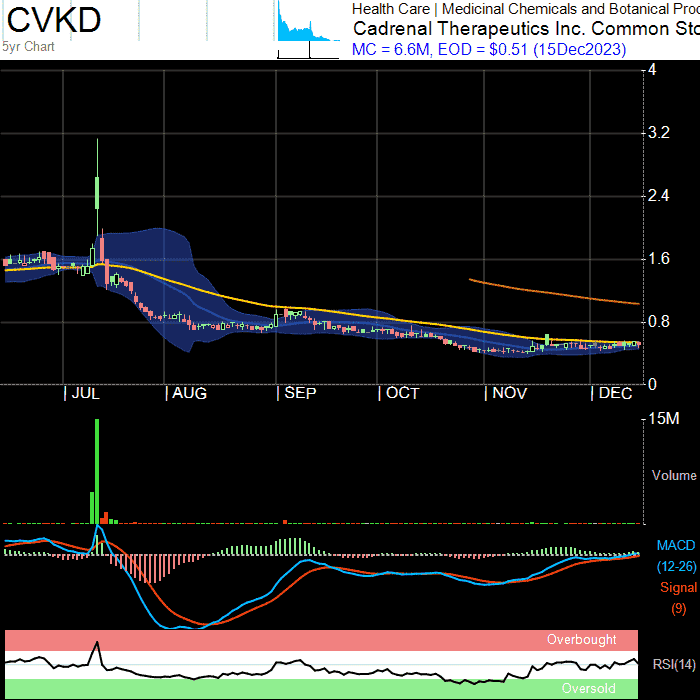 CVKD
5yr Chart
Health Care | Medicinal Chemicals and Botanical Proc
Cadrenal Therapeutics Inc. Common Sto
MC = 6.6M, EOD = $0.51 (15Dec2023)
4
3.2
2.4
1.6
0.8
0
| JUL | AUG | SEP | OCT | NOV | DEC
15M
Volume
MACD
(12-26)
Signal
(9)
Overbought
RSI(14)
Oversold